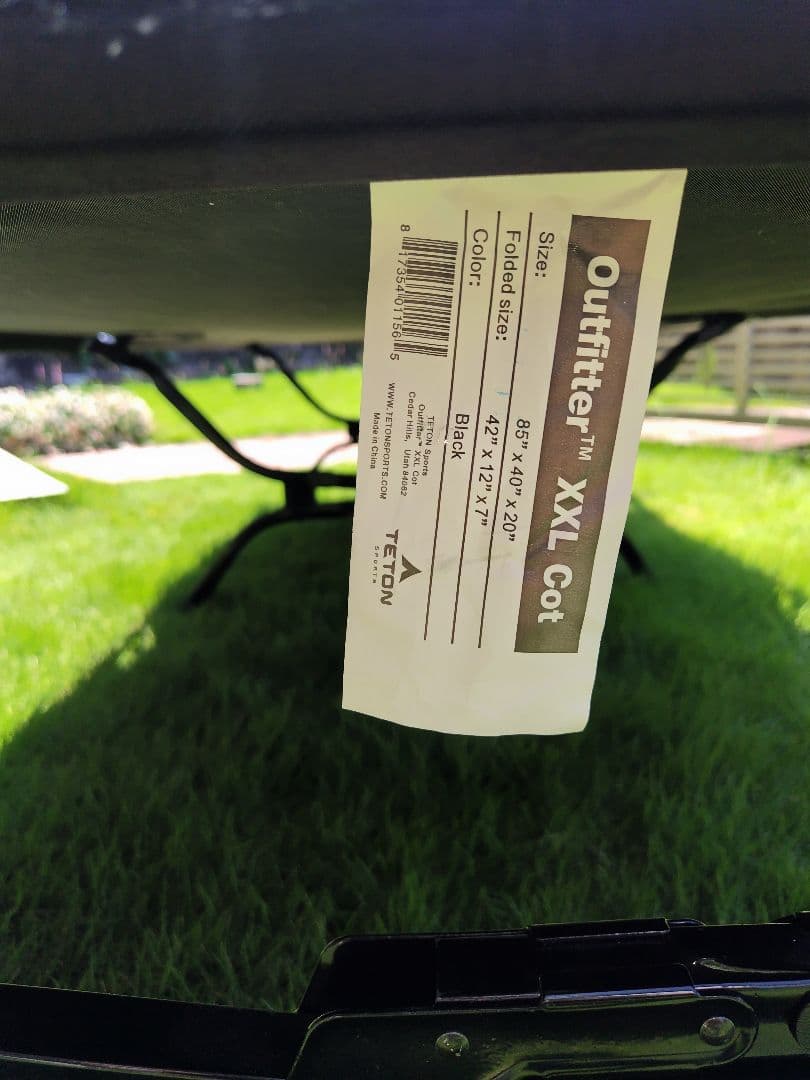 Outfitter™ XXL Cot
Size: 85” x 40” x 20”
Folded size: 42” x 12” x 7”
Color: Black
8 17354 01156 5
TETON Sports
Outfitter™ XXL Cot
Cedar Hills, Utah 84062
WWW.TETONSPORTS.COM
Made in China
TETON
SPORTS